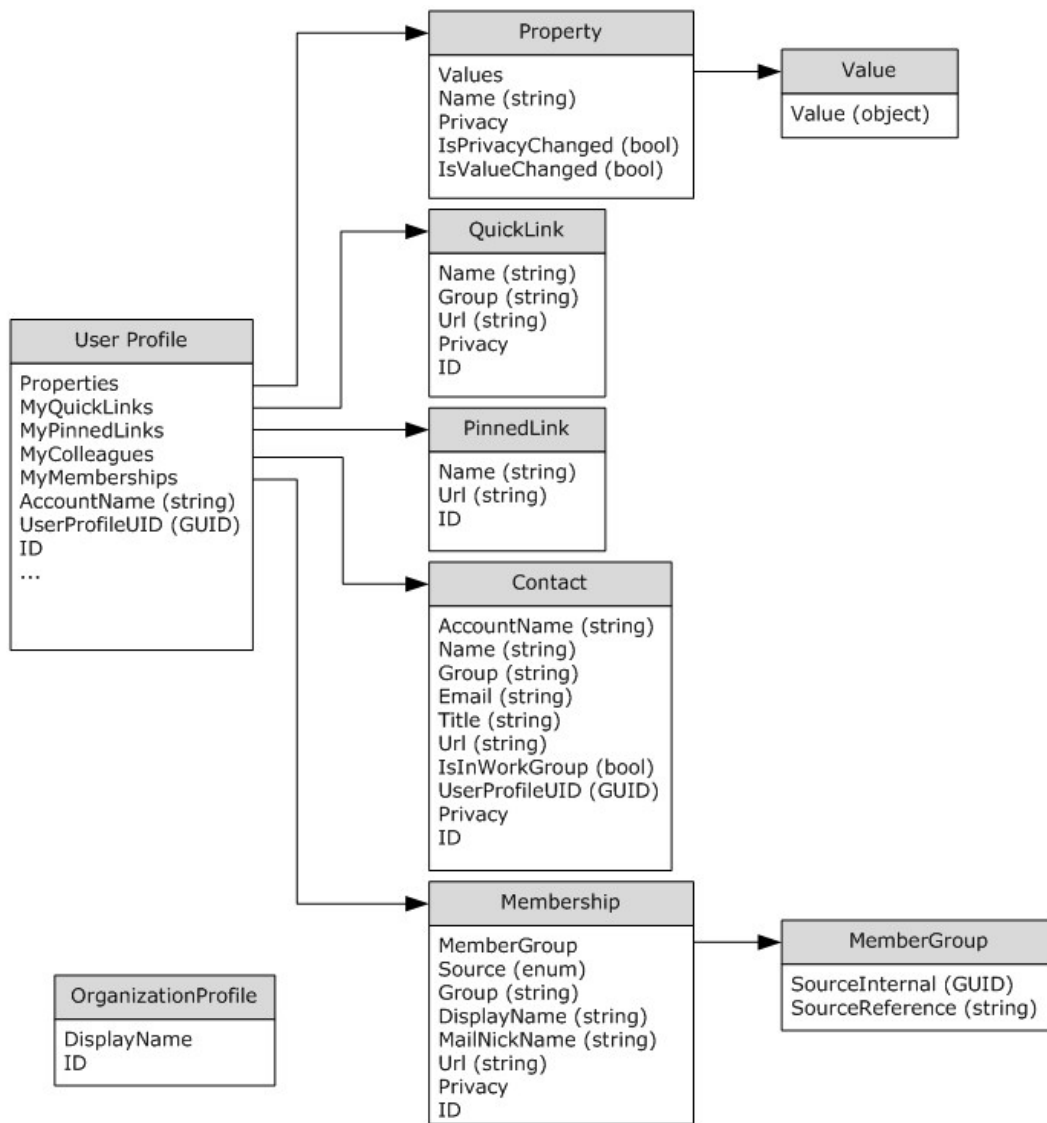 Property
Values
Name (string)
Privacy
IsPrivacyChanged (bool)
IsValueChanged (bool)
Value
Value (object)
QuickLink
Name (string)
Group (string)
Url (string)
Privacy
ID
User Profile
Properties
MyQuickLinks
MyPinnedLinks
MyColleagues
MyMemberships
AccountName (string)
UserProfileUID (GUID)
ID
...
PinnedLink
Name (string)
Url (string)
ID
Contact
AccountName (string)
Name (string)
Group (string)
Email (string)
Title (string)
Url (string)
IsInWorkGroup (bool)
UserProfileUID (GUID)
Privacy
ID
Membership
MemberGroup
Source (enum)
Group (string)
DisplayName (string)
MailNickName (string)
Url (string)
Privacy
ID
MemberGroup
SourceInternal (GUID)
SourceReference (string)
OrganizationProfile
DisplayName
ID